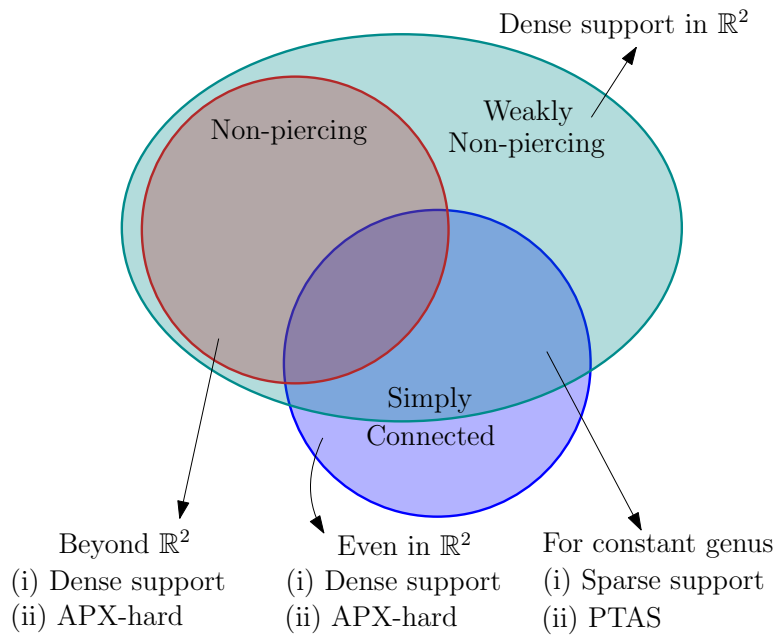 Dense support in ℝ²
Weakly
Non-piercing
Non-piercing
Simply
Connected
Beyond ℝ²
(i) Dense support
(ii) APX-hard
Even in ℝ²
(i) Dense support
(ii) APX-hard
For constant genus
(i) Sparse support
(ii) PTAS